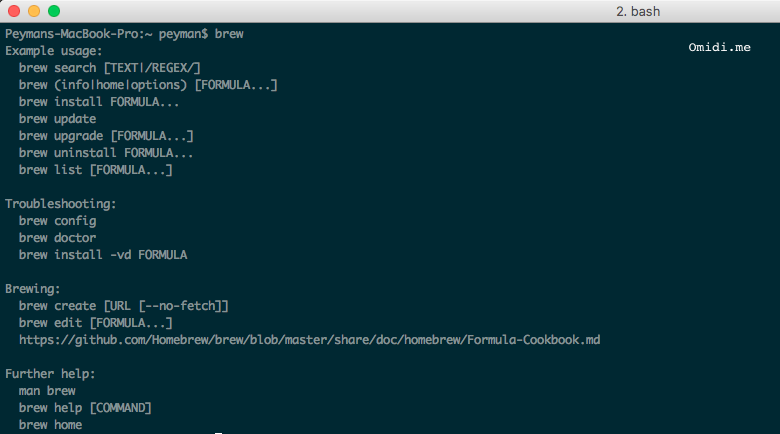 2. bash
Peymans-MacBook-Pro:~ peyman$ brew
Omidi.me
Example usage:
  brew search [TEXT|/REGEX/]
  brew (info|home|options) [FORMULA...]
  brew install FORMULA...
  brew update
  brew upgrade [FORMULA...]
  brew uninstall FORMULA...
  brew list [FORMULA...]

Troubleshooting:
  brew config
  brew doctor
  brew install -vd FORMULA

Brewing:
  brew create [URL [--no-fetch]]
  brew edit [FORMULA...]
  https://github.com/Homebrew/brew/blob/master/share/doc/homebrew/Formula-Cookbook.md

Further help:
  man brew
  brew help [COMMAND]
  brew home